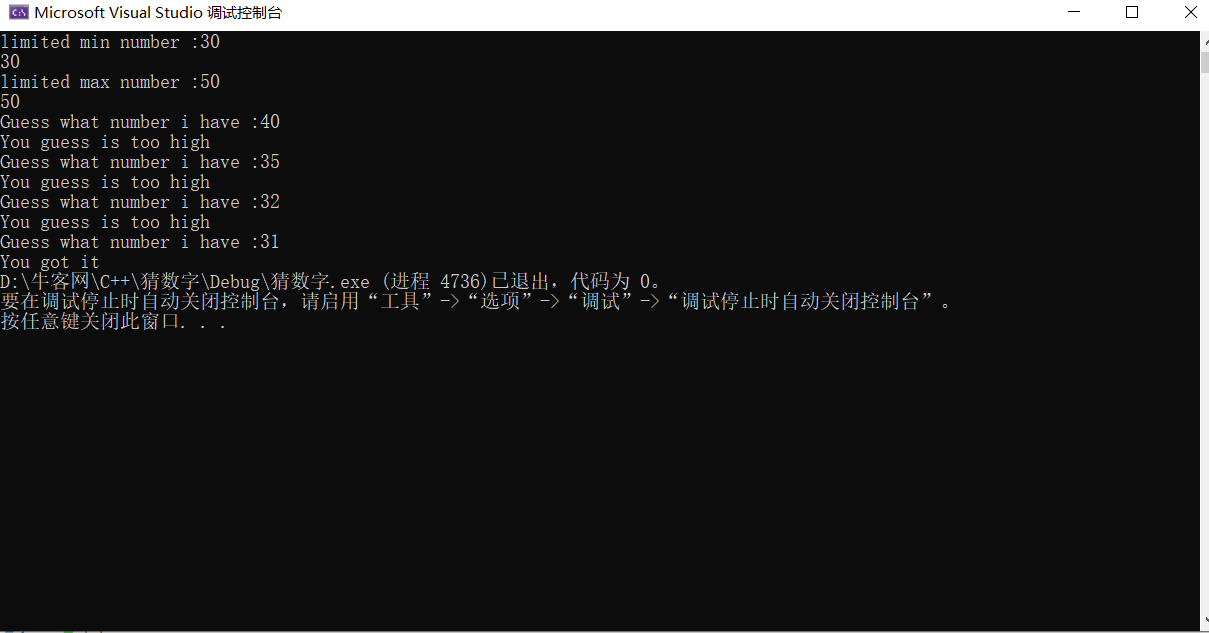 Microsoft Visual Studio 调试控制台
limited min number :30
30
limited max number :50
50
Guess what number i have :40
You guess is too high
Guess what number i have :35
You guess is too high
Guess what number i have :32
You guess is too high
Guess what number i have :31
You got it
D:\牛客网\C++\猜数字\Debug\猜数字.exe (进程 4736)已退出，代码为 0。
要在调试停止时自动关闭控制台，请启用“工具”->“选项”->“调试”->“调试停止时自动关闭控制台”。
按任意键关闭此窗口. . .